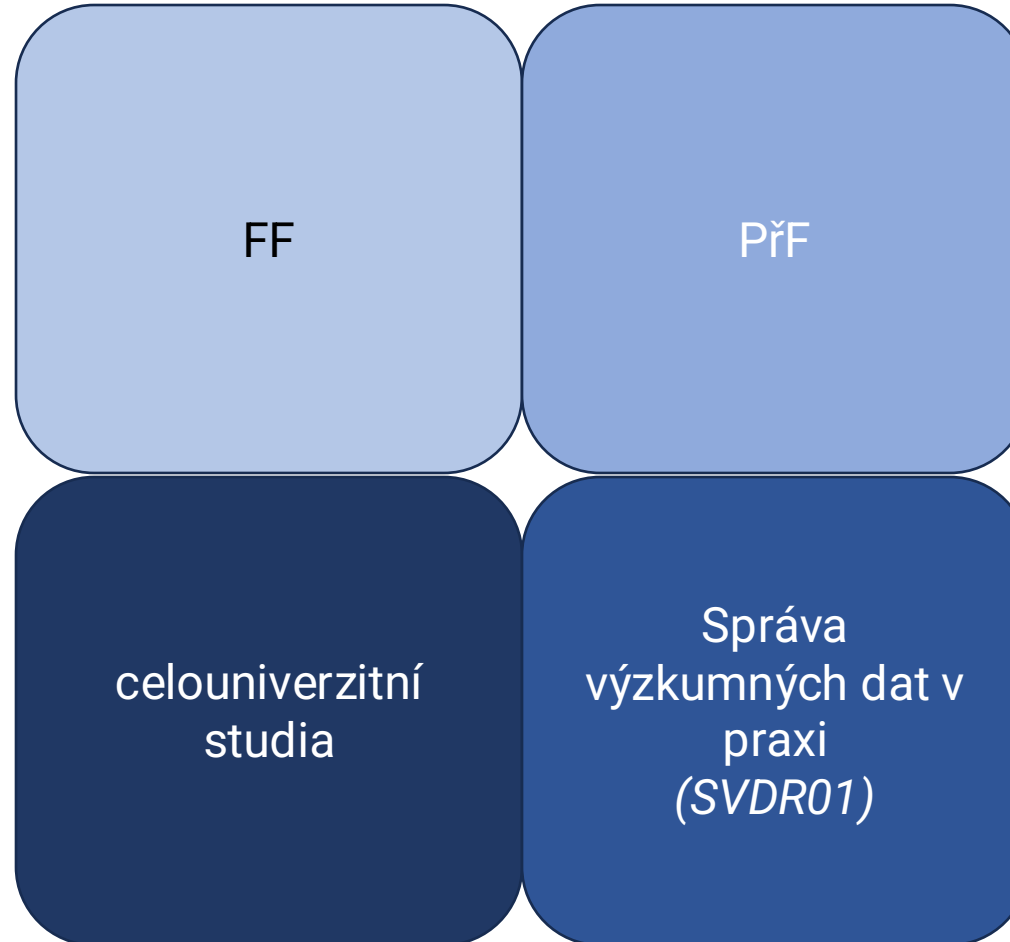 FF
PřF
celouniverzitní
studia
Správa
výzkumných dat v
praxi
(SVDR01)